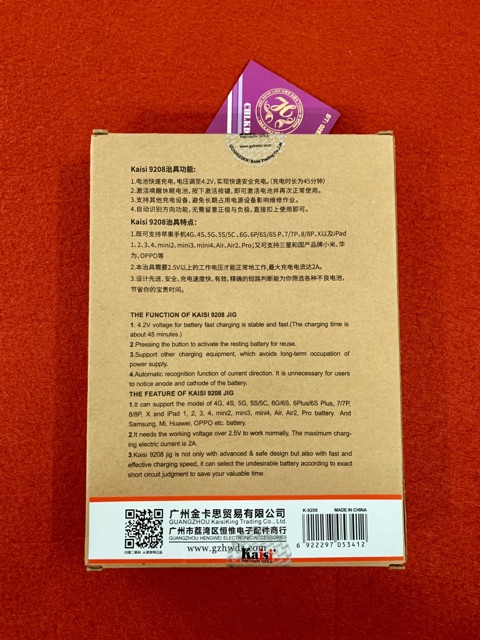 www.gzhwdz.com
Kaisi 9208治具功能:
1.电池快速充电,电压调至4.2V,实现快速安全充电。(充电时长为45分钟)
2.激活唤醒休眠电池,按下激活按键,即可激活电池并再次正常使用。
3.支持其他充电设备,避免长期占用电源设备影响维修作业。
4.自动识别方向功能,无需留意正极与负极,直接扣上使用即可。
Kaisi 9208治具特点:
1.既可支持苹果手机4G、4S、5G、5S/5C、6G、6P/6S/6S P、7/7P、8/8P、X以及iPad
1、2、3、4、mini2、mini3、mini4、Air、Air2、Pro;又可支持三星和国产品牌小米、华
为、OPPO等
2.本治具需要2.5V以上的工作电压才能正常地工作,最大充电电流达2A。
3.设计先进、安全、充电速度快、有效,精确的短路判断能为你筛选各种不良电池,
节省你的宝贵时间。
THE FUNCTION OF KAISI 9208 JIG
1. 4.2V voltage for battery fast charging is stable and fast.(The charging time is
about 45 minutes.)
2.Pressing the button to activate the resting battery for reuse.
3.Support other charging equipment, which avoids long-term occupation of
power supply.
4.Automatic recognition function of current direction. It is unnecessary for users
to notice anode and cathode of the battery.
THE FEATURE OF KAISI 9208 JIG
1.It can support the model of 4G, 4S, 5G, 5S/5C, 6G/6S, 6Plus/6S Plus, 7/7P,
8/8P, X and iPad 1, 2, 3, 4, mini2, mini3, mini4, Air, Air2, Pro battery. And
Samsung, Mi, Huawei, OPPO etc. battery.
2.It needs the working voltage over 2.5V to work normally. The maximum charg-
ing electric current is 2A.
3.Kaisi 9208 jig is not only with advanced & safe design but also with fast and
effective charging speed, it can select the undesirable battery according to exact
short circuit judgment to save your valuable time.
广州金卡思贸易有限公司
GUANGZHOU KaisiKing Trading Co., Ltd
广州市荔湾区恒惟电子配件商行
GUANGZHOU HENGWEI ELECTRONIC ACCESSORIES
扫描二维码
www.gzhwdz.com
Kaisi
K-9208 MADE IN CHINA
6 922297 053412